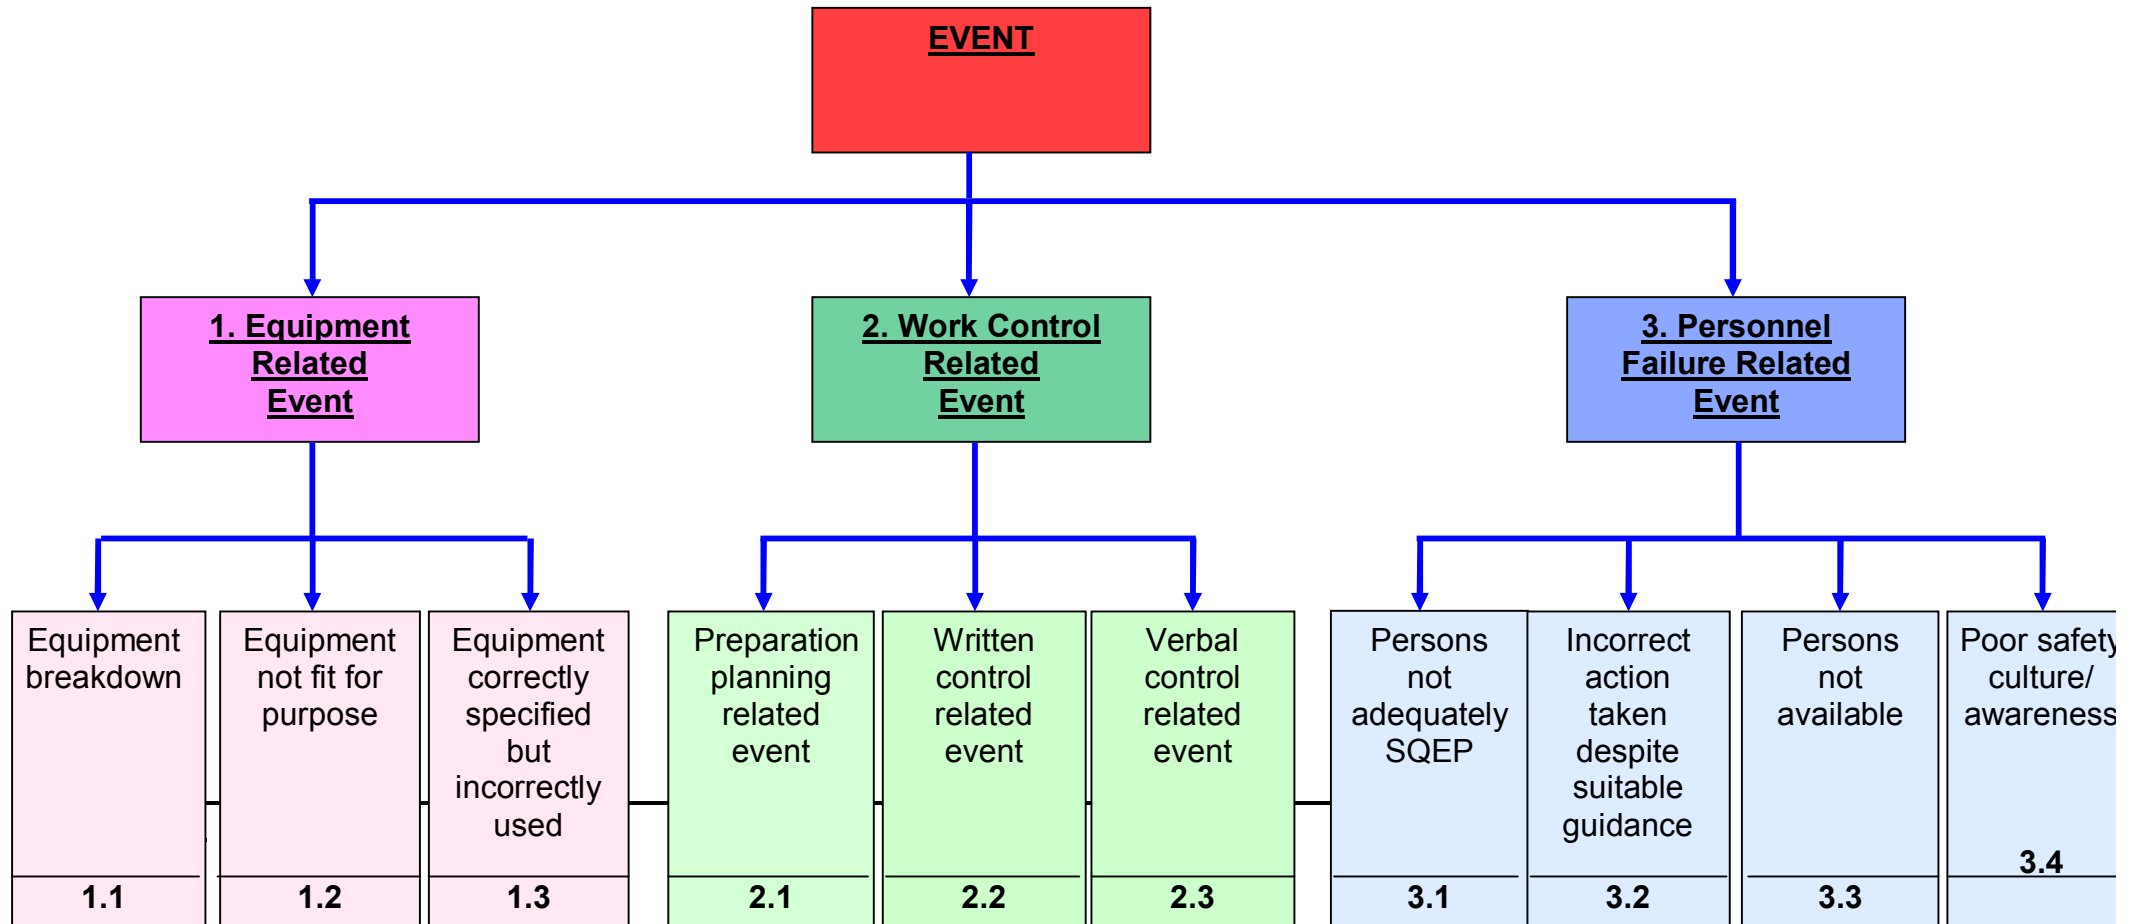 EVENT
1. Equipment
Related
Event
2. Work Control
Related
Event
3. Personnel
Failure Related
Event
Equipment
breakdown
1.1
Equipment
not fit for
purpose
1.2
Equipment
correctly
specified
but
incorrectly
used
1.3
Preparation
planning
related
event
2.1
Written
control
related
event
2.2
Verbal
control
related
event
2.3
Persons
not
adequately
SQEP
3.1
Incorrect
action
taken
despite
suitable
guidance
3.2
Persons
not
available
3.3
Poor safety
culture/
awareness
3.4